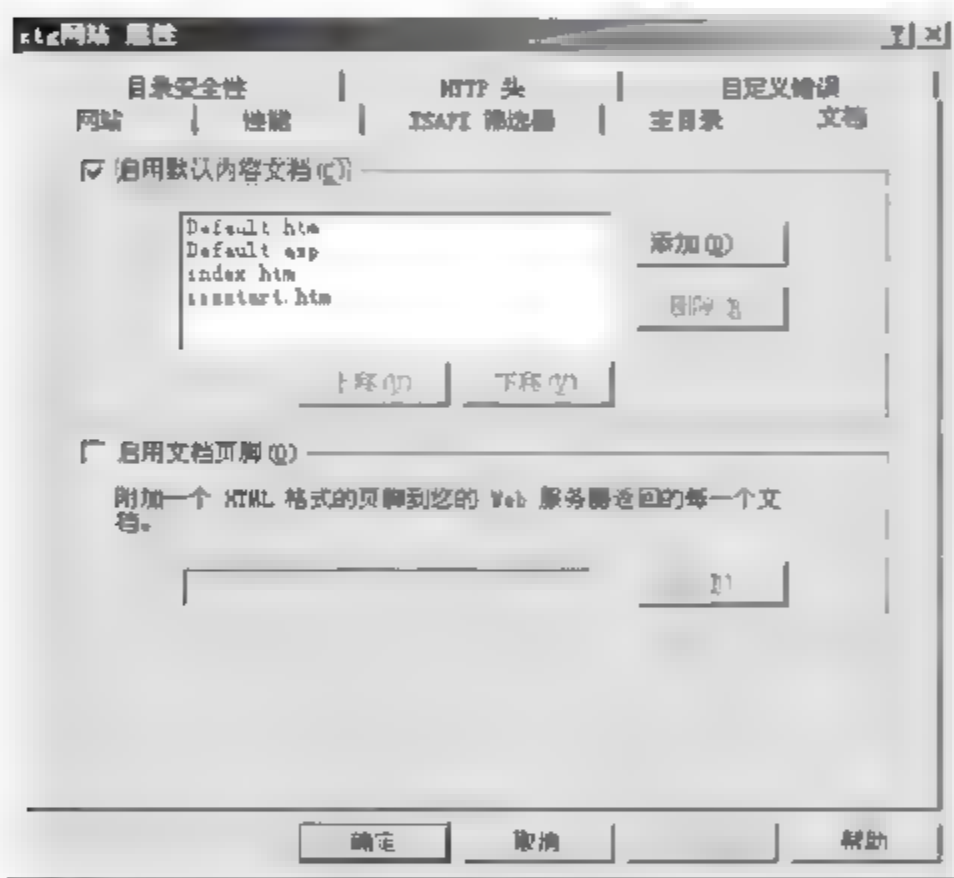 网站 属性
目录安全性 HTTP 头 自定义错误
网站 性能 ISAPI 筛选器 主目录 文档
启用默认内容文档(C)
Default htm
Default asp
index htm
iisstart.htm
添加(D)
删除 R
上移(U) 下移(V)
启用文档页脚(O)
附加一个 HTML 格式的页脚到您的 Web 服务器返回的每一个文
档。
确定 取消 帮助